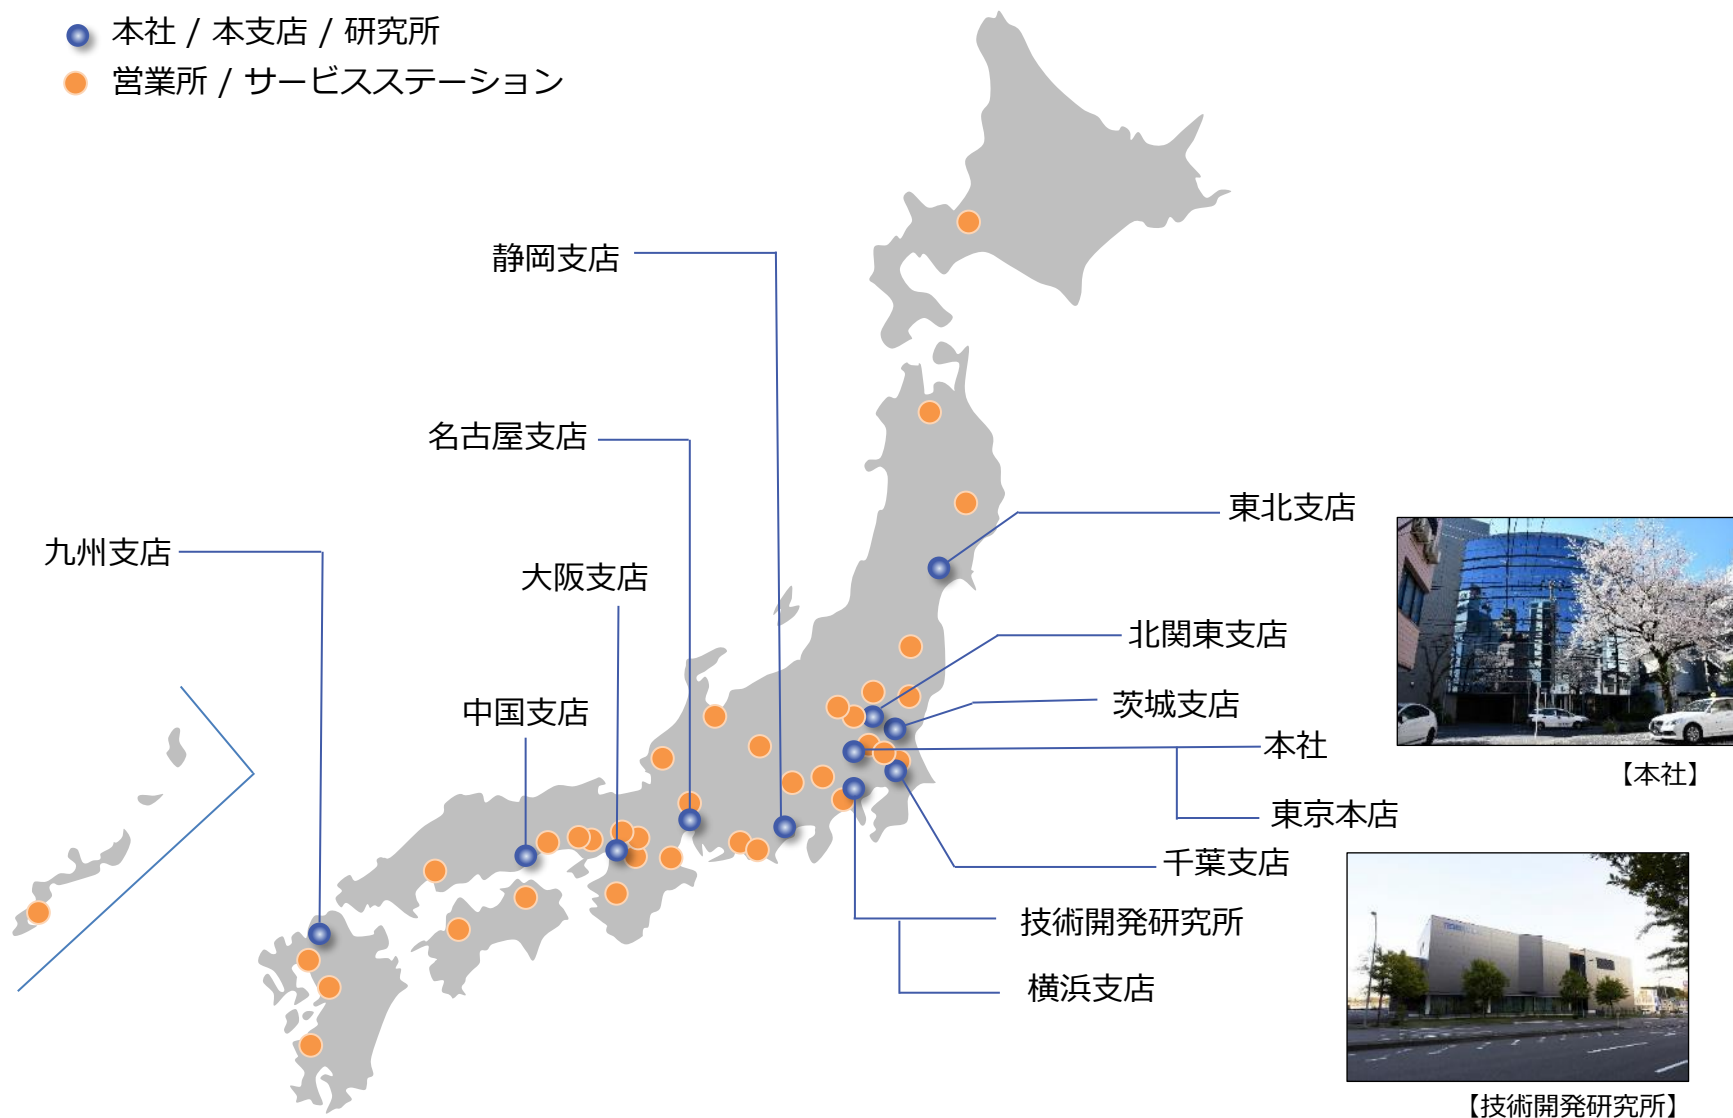 本社 / 本支店 / 研究所
営業所 / サービスステーション
静岡支店
名古屋支店
東北支店
九州支店
大阪支店
北関東支店
中国支店
茨城支店
本社
【本社】
東京本店
千葉支店
技術開発研究所
横浜支店
【技術開発研究所】